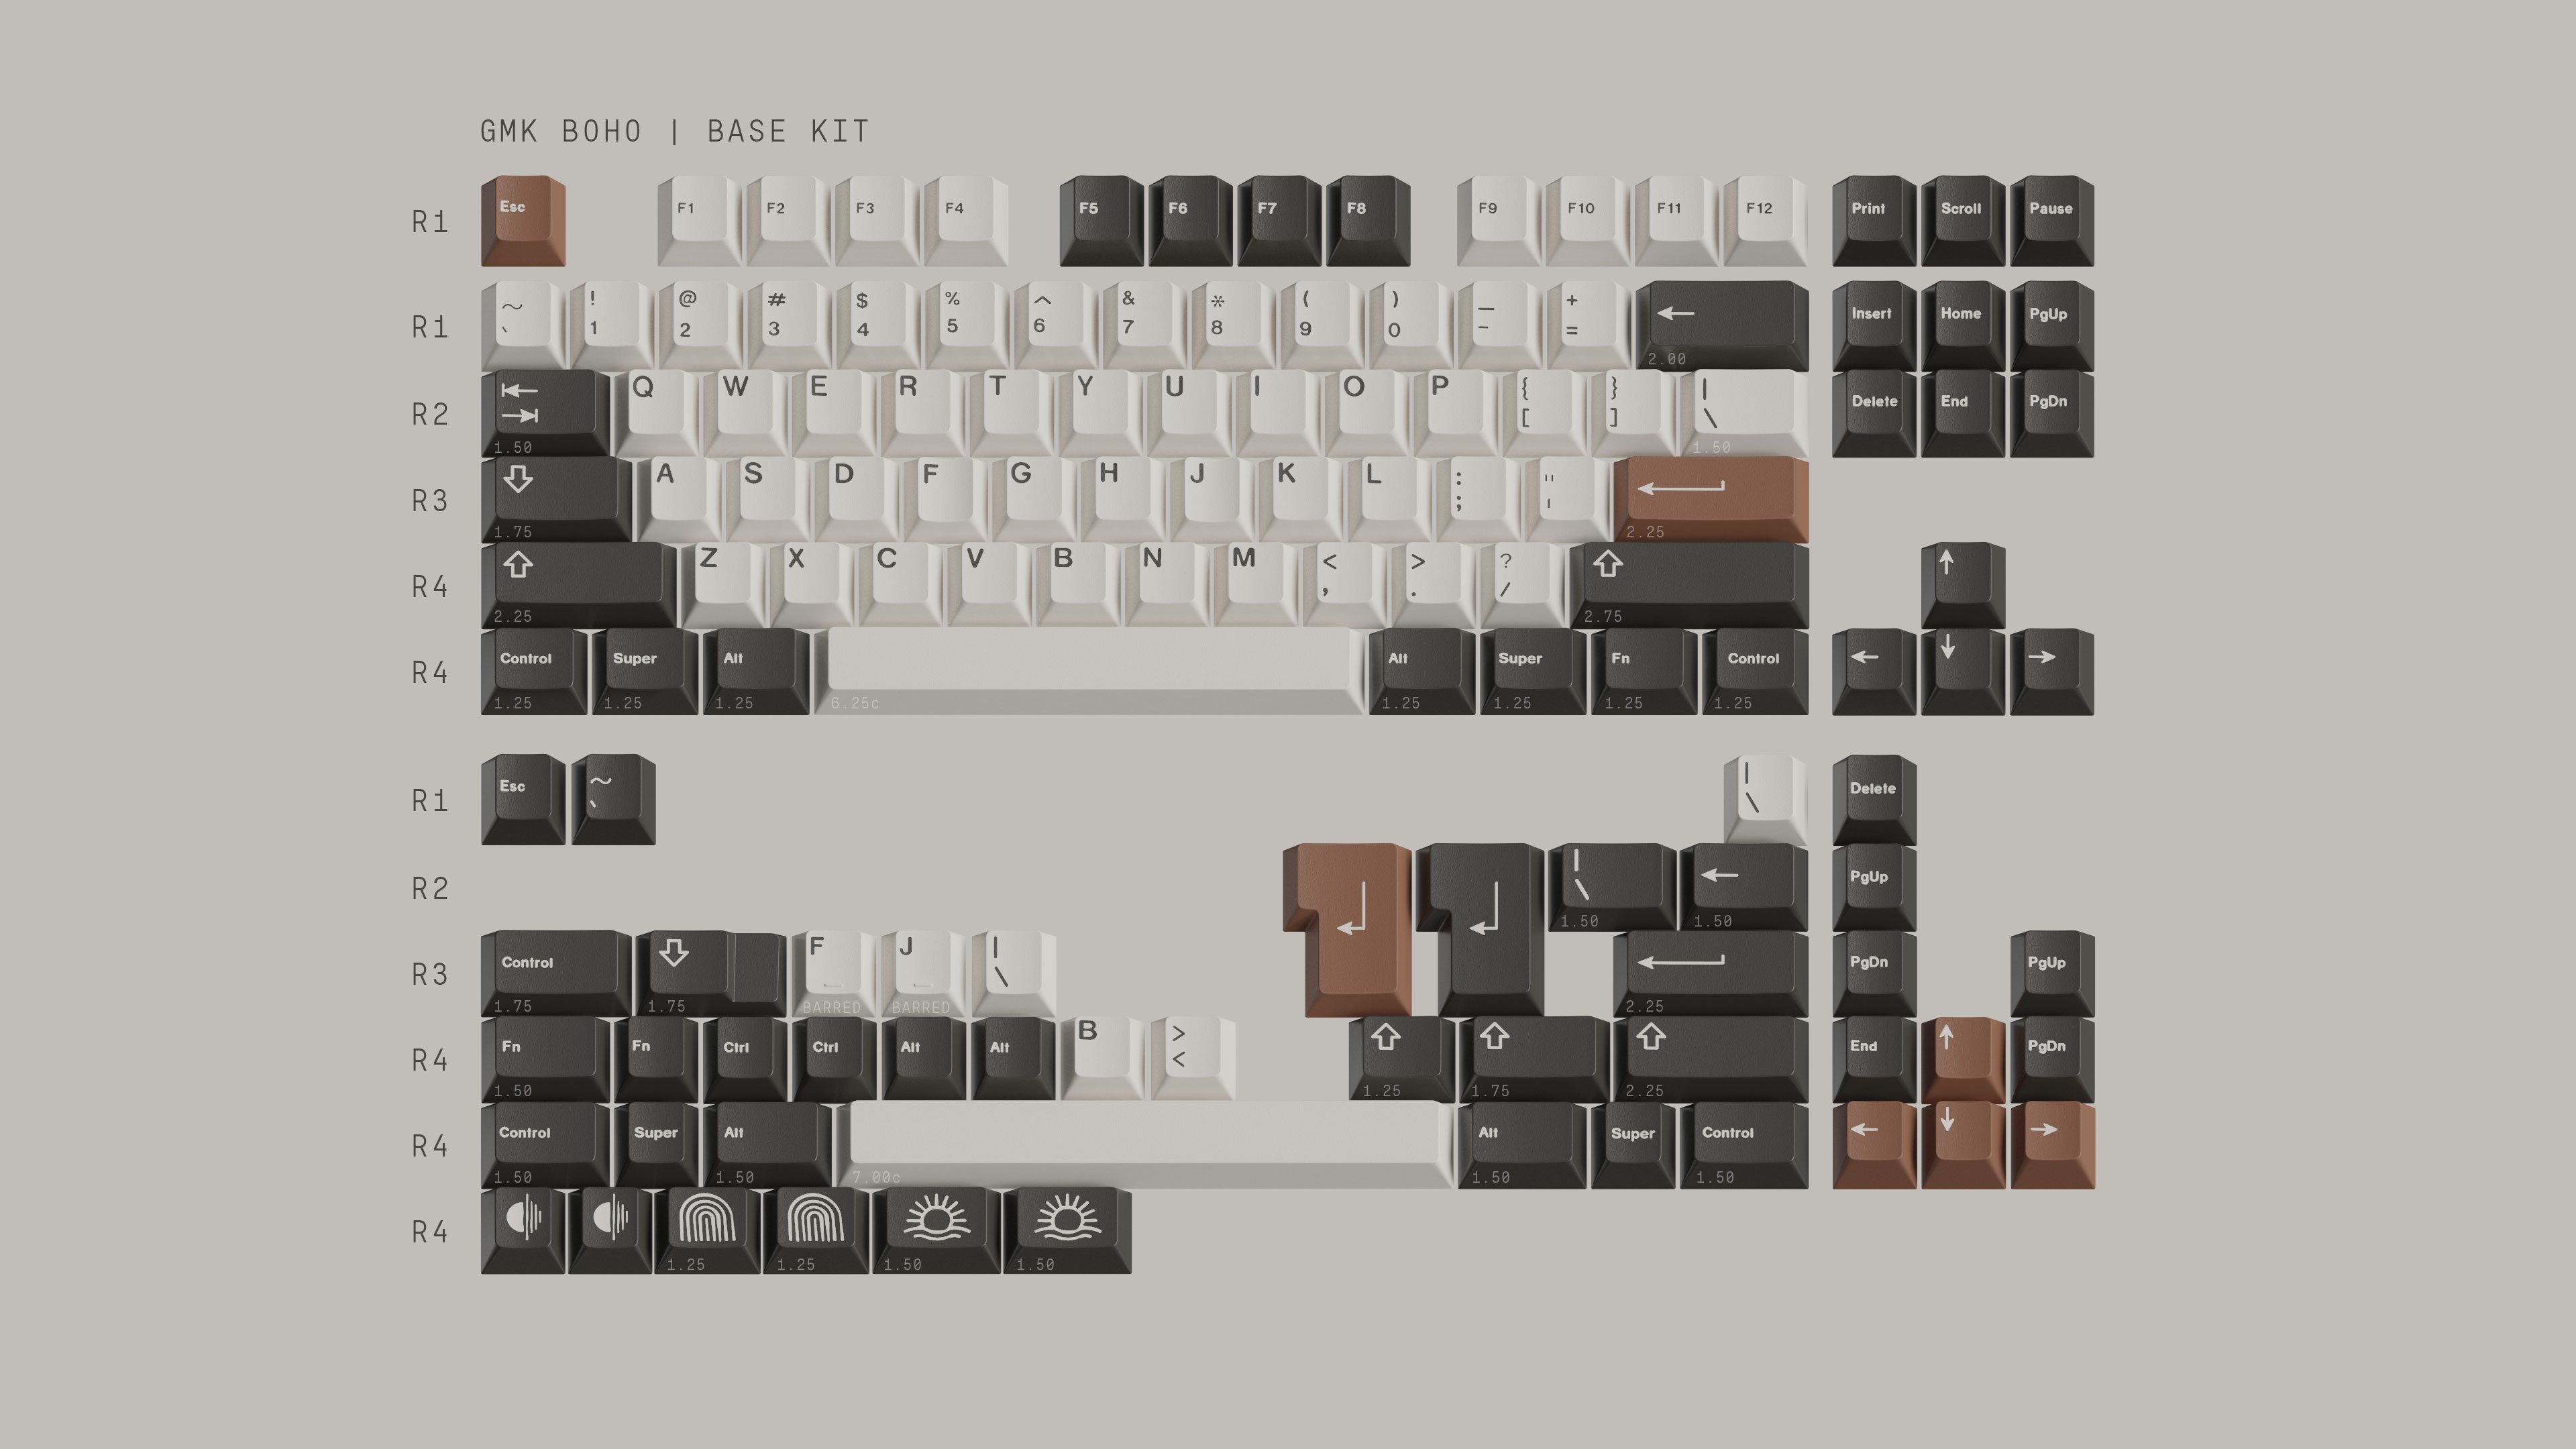 GMK BOHO | BASE KIT
R1 Esc F1 F2 F3 F4 F5 F6 F7 F8 F9 F10 F11 F12 Print Scroll Pause
~ ! @ # $ % ^ & * ( ) _ +
R1 ` 1 2 3 4 5 6 7 8 9 0 - = ← Insert Home PgUp
2.00
Q W E R T Y U I O P { } |
R2 ⇤ ⇥ [ ] \ Delete End PgDn
1.50 1.50
A S D F G H J K L : "
R3 ⇩ ; ' ↵
1.75 2.25
Z X C V B N M < > ?
R4 ⇧ , . / ⇧ ↑
2.25 2.75
R4 Control Super Alt Alt Super Fn Control ← ↓ →
1.25 1.25 1.25 6.25c 1.25 1.25 1.25 1.25
~ |
R1 Esc ` \ Delete
|
R2 ↵ ↵ \ ← PgUp
1.50 1.50
F J |
R3 Control ⇩ \ ↵ PgDn PgUp
1.75 1.75 BARRED BARRED 2.25
B >
R4 Fn Fn Ctrl Ctrl Alt Alt < ⇧ ⇧ ⇧ End ↑ PgDn
1.50 1.25 1.75 2.25
R4 Control Super Alt Alt Super Control ← ↓ →
1.50 1.50 7.00c 1.50 1.50
R4
1.25 1.25 1.50 1.50